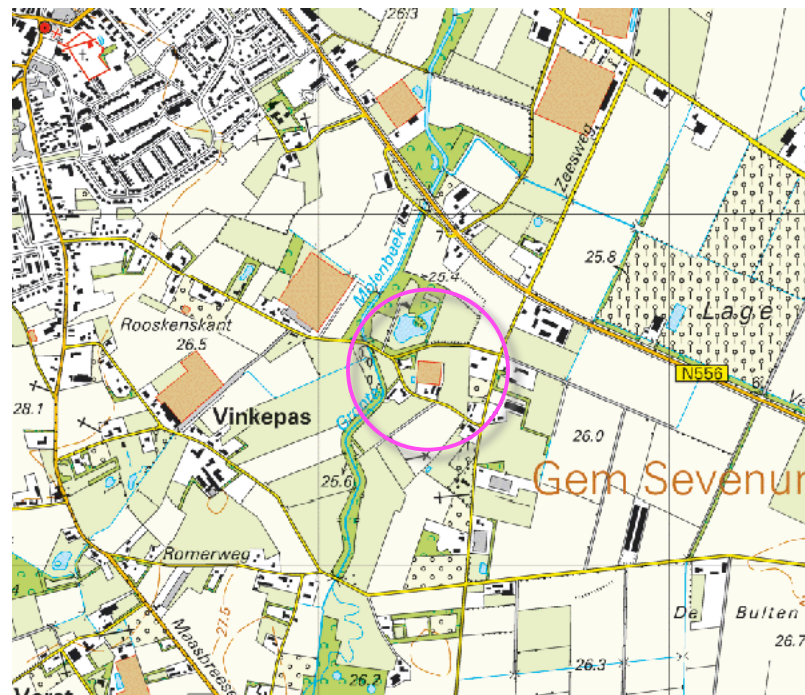 26.3
Zeesweg
25.8
Molenbeek
25.4
7
Lage
Rooskenskant
26.5
N556
28.1
Vinkepas
Groote
26.0
Gem Sevenum
25.6
Romerweg
27.5
De Bulten
26.7
Maasbreese
26.2
26.3